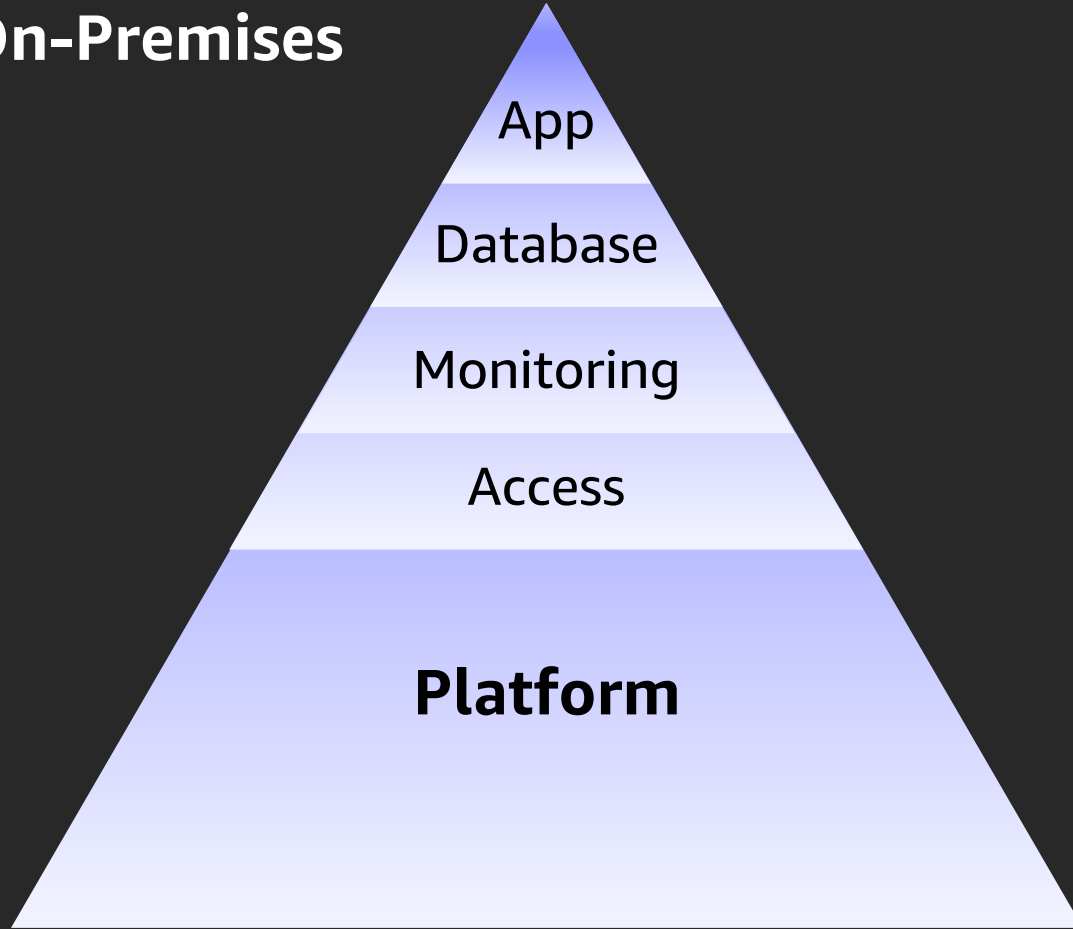 On-Premises
App
Database
Monitoring
Access
Platform